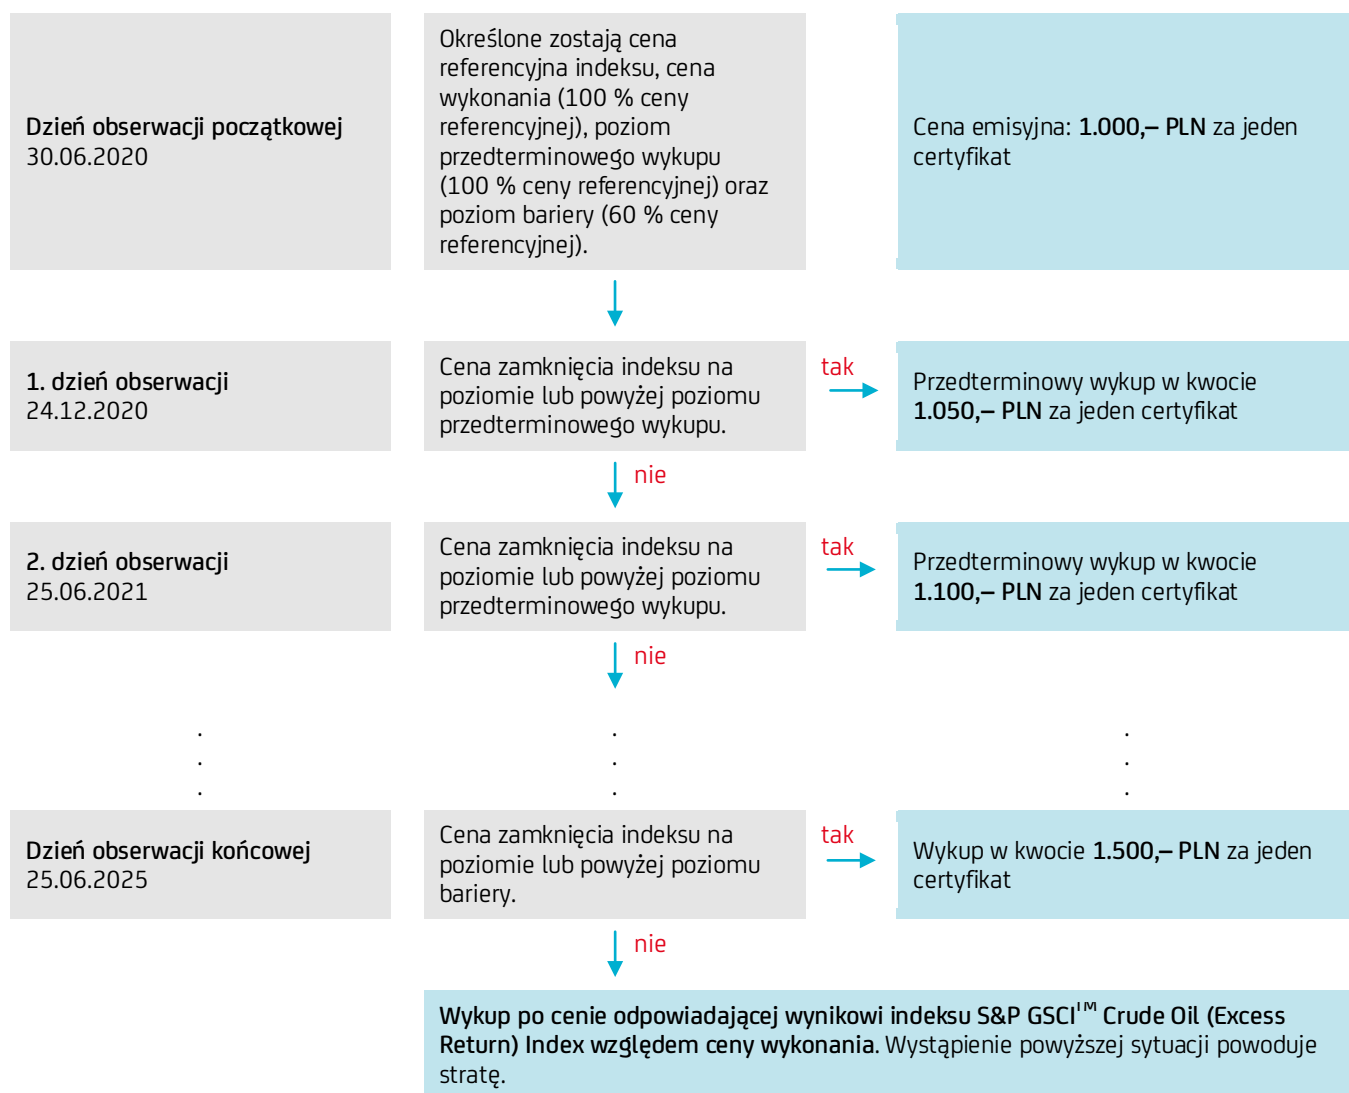 Dzień obserwacji początkowej
30.06.2020
Określone zostają cena
referencyjna indeksu, cena
wykonania (100 % ceny
referencyjnej), poziom
przedterminowego wykupu
(100 % ceny referencyjnej) oraz
poziom bariery (60 % ceny
referencyjnej).
Cena emisyjna: 1.000,– PLN za jeden
certyfikat
1. dzień obserwacji
24.12.2020
Cena zamknięcia indeksu na
poziomie lub powyżej poziomu
przedterminowego wykupu.
tak
Przedterminowy wykup w kwocie
1.050,– PLN za jeden certyfikat
nie
2. dzień obserwacji
25.06.2021
Cena zamknięcia indeksu na
poziomie lub powyżej poziomu
przedterminowego wykupu.
tak
Przedterminowy wykup w kwocie
1.100,– PLN za jeden certyfikat
nie
. . .
. . .
. . .
Dzień obserwacji końcowej
25.06.2025
Cena zamknięcia indeksu na
poziomie lub powyżej poziomu
bariery.
tak
Wykup w kwocie 1.500,– PLN za jeden
certyfikat
nie
Wykup po cenie odpowiadającej wynikowi indeksu S&P GSCI™ Crude Oil (Excess
Return) Index względem ceny wykonania. Wystąpienie powyższej sytuacji powoduje
stratę.